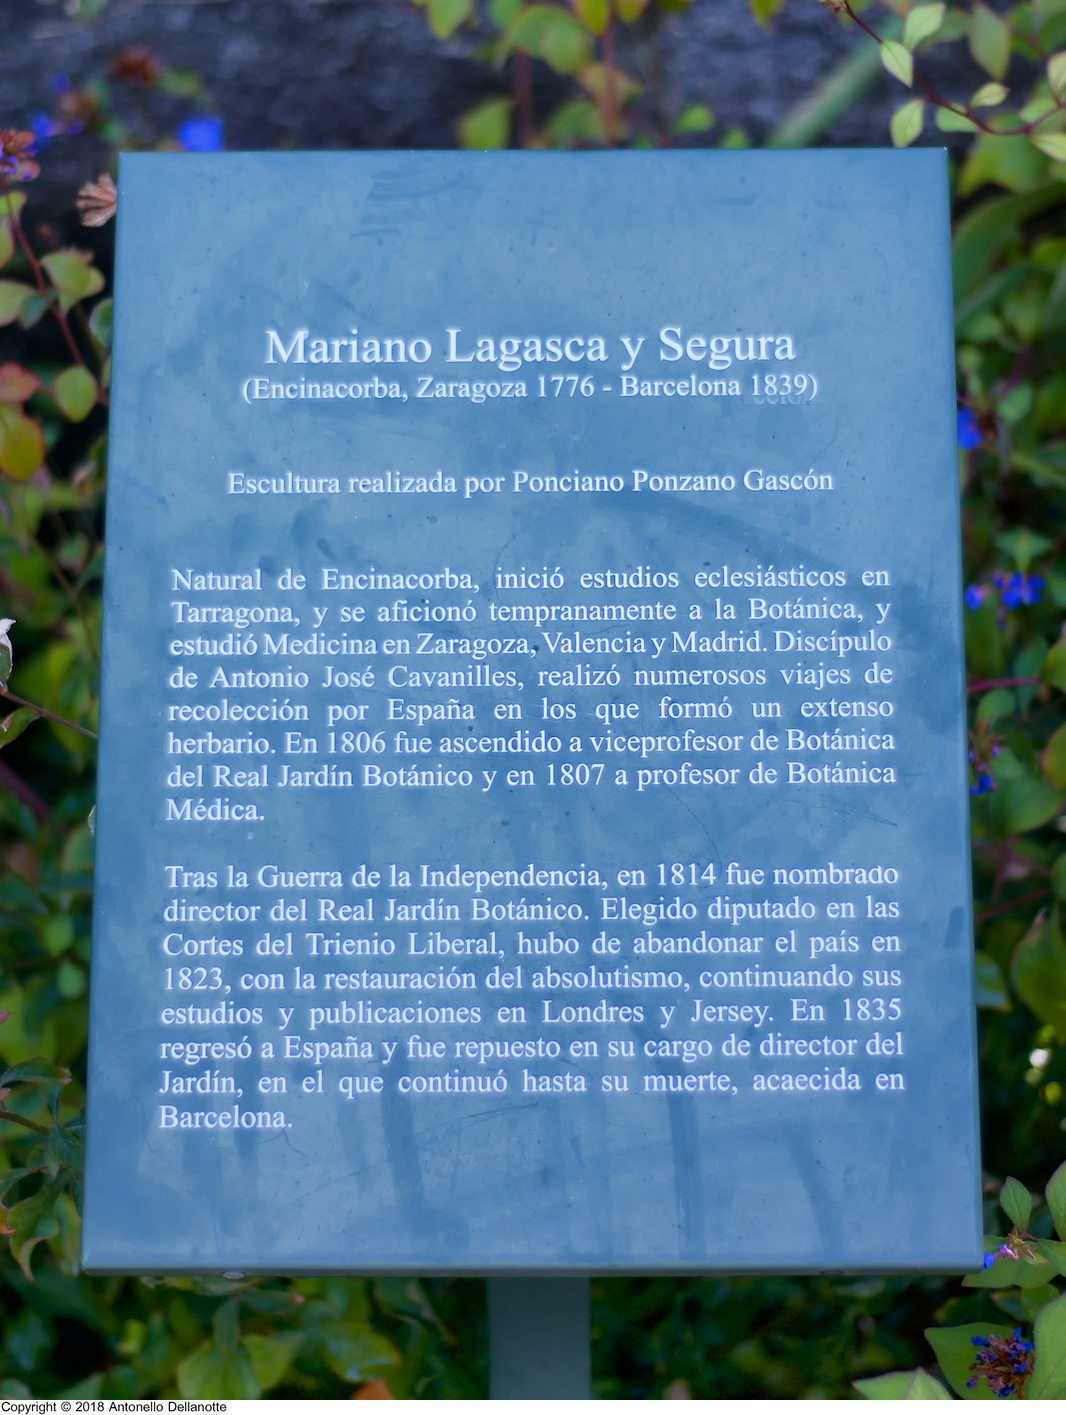 Mariano Lagasca y Segura
(Encinacorba, Zaragoza 1776 - Barcelona 1839)
Escultura realizada por Ponciano Ponzano Gascón
Natural de Encinacorba, inició estudios eclesiásticos en
Tarragona, y se aficionó tempranamente a la Botánica, y
estudió Medicina en Zaragoza, Valencia y Madrid. Discípulo
de Antonio José Cavanilles, realizó numerosos viajes de
recolección por España en los que formó un extenso
herbario. En 1806 fue ascendido a viceprofesor de Botánica
del Real Jardín Botánico y en 1807 a profesor de Botánica
Médica.
Tras la Guerra de la Independencia, en 1814 fue nombrado
director del Real Jardín Botánico. Elegido diputado en las
Cortes del Trienio Liberal, hubo de abandonar el país en
1823, con la restauración del absolutismo, continuando sus
estudios y publicaciones en Londres y Jersey. En 1835
regresó a España y fue repuesto en su cargo de director del
Jardín, en el que continuó hasta su muerte, acaecida en
Barcelona.
Copyright © 2018 Antonello Dellanotte